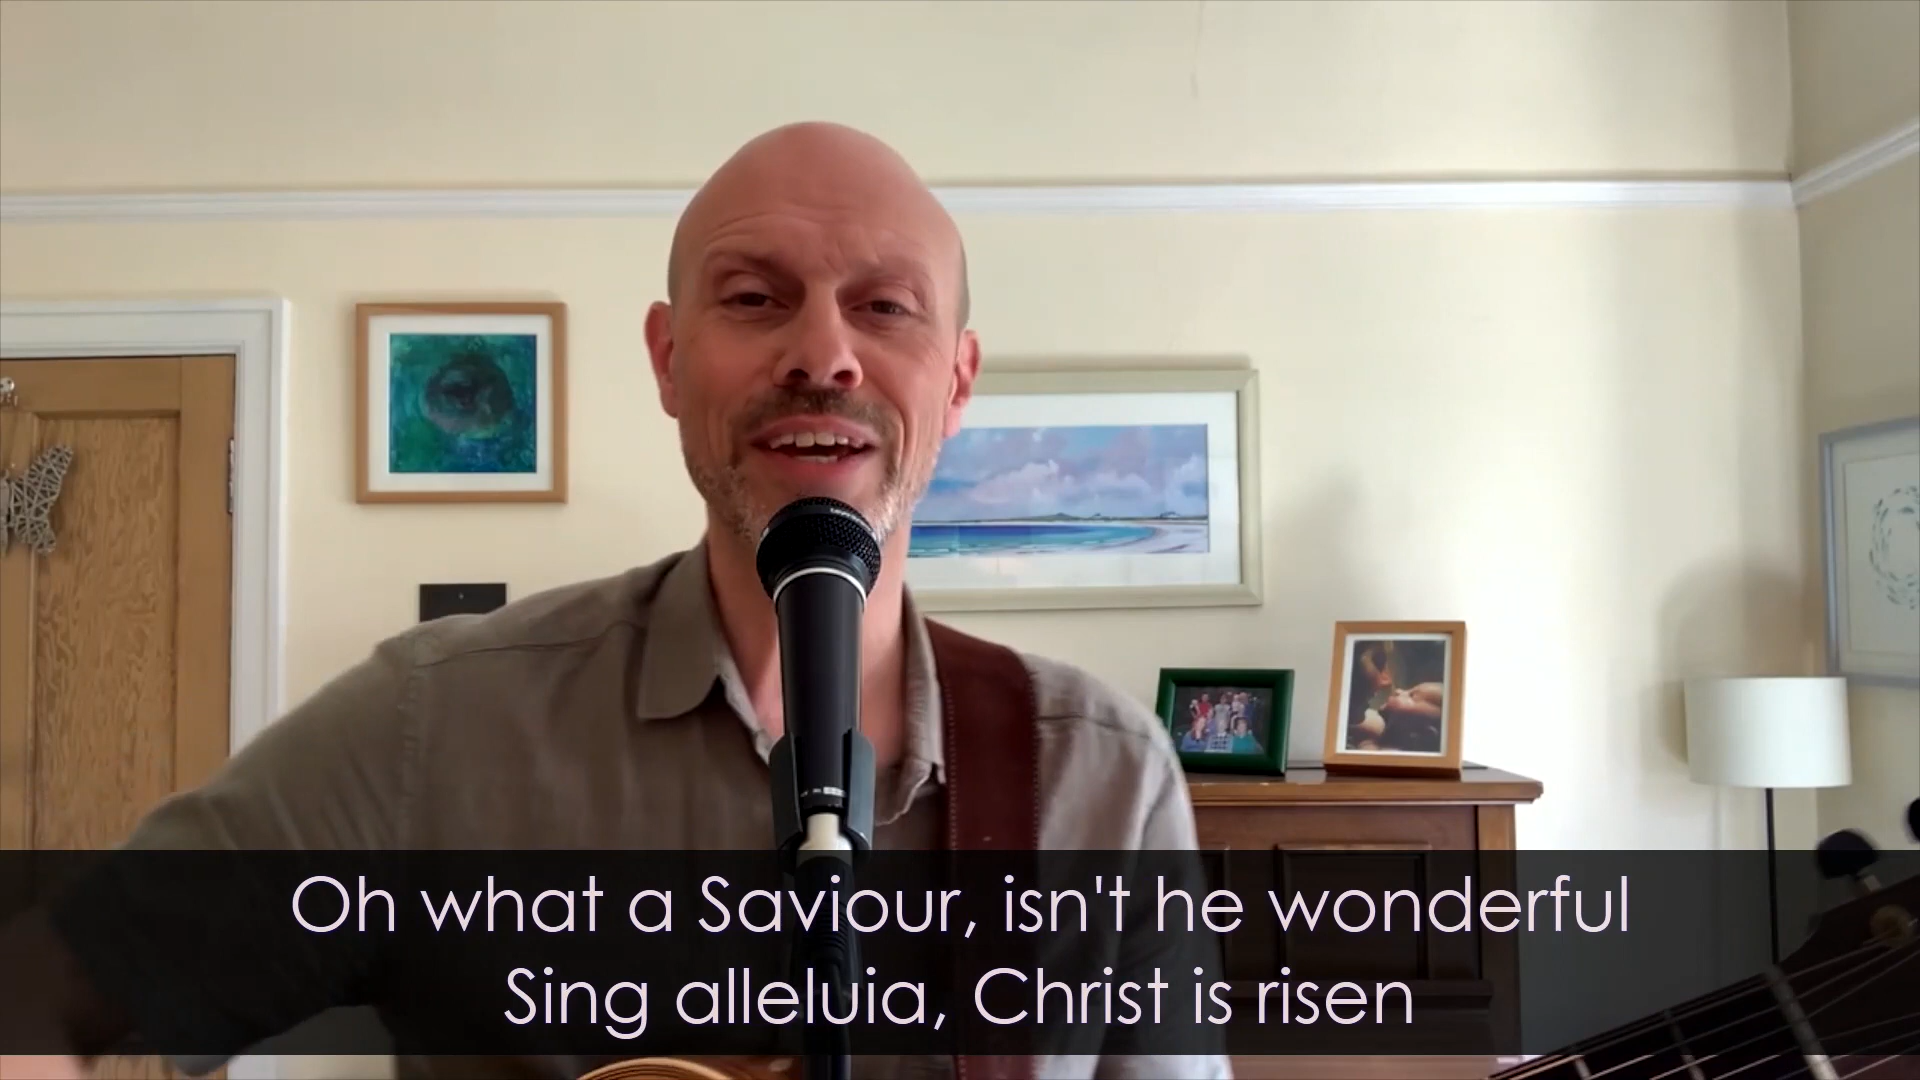 Oh what a Saviour, isn't he wonderful
Sing alleluia, Christ is risen